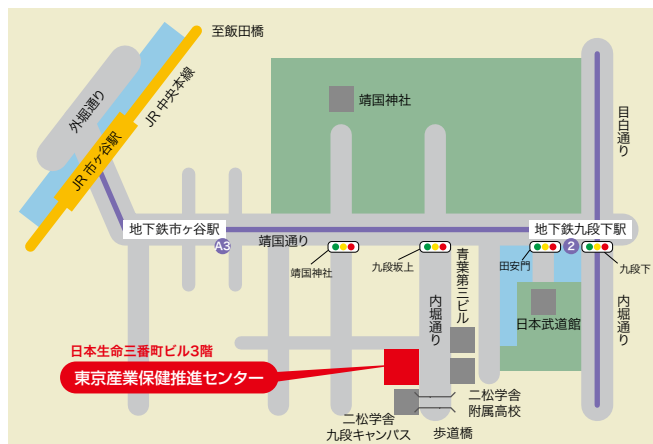 至飯田橋
外堀通り
JR中央本線
JR市ヶ谷駅
靖国神社
目白通り
地下鉄市ヶ谷駅
A3
靖国通り
地下鉄九段下駅
2
靖国神社
九段坂上
田安門
九段下
青葉第三ビル
内堀通り
内堀通り
日本武道館
日本生命三番町ビル3階
東京産業保健推進センター
二松学舎
附属高校
二松学舎
九段キャンパス
歩道橋